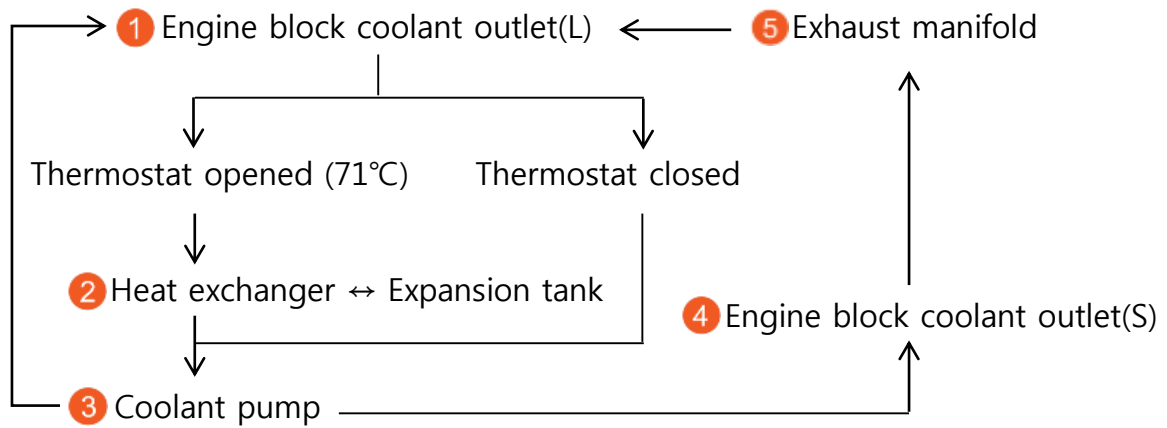 1 Engine block coolant outlet(L)
5 Exhaust manifold
Thermostat opened (71℃)
Thermostat closed
2 Heat exchanger ↔ Expansion tank
4 Engine block coolant outlet(S)
3 Coolant pump